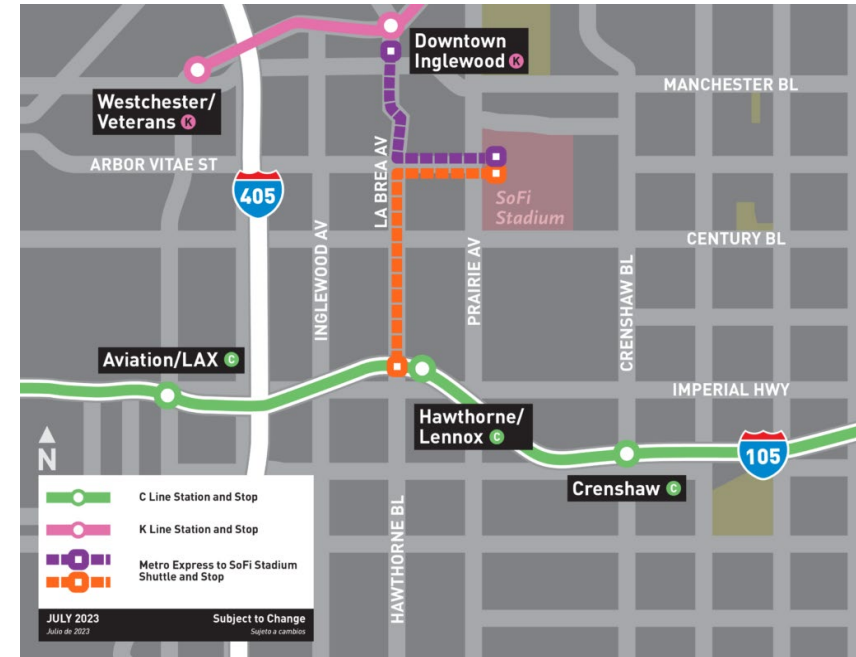 Downtown
Inglewood K
Westchester/
Veterans K
MANCHESTER BL
ARBOR VITAE ST
405
LA BREA AV
SoFi
Stadium
INGLEWOOD AV
PRAIRIE AV
CENTURY BL
CRENSHAW BL
Aviation/LAX C
IMPERIAL HWY
Hawthorne/
Lennox C
105
Crenshaw C
HAWTHORNE BL
N
C Line Station and Stop
K Line Station and Stop
Metro Express to SoFi Stadium
Shuttle and Stop
JULY 2023
Subject to Change
Julio de 2023
Sujeto a cambios